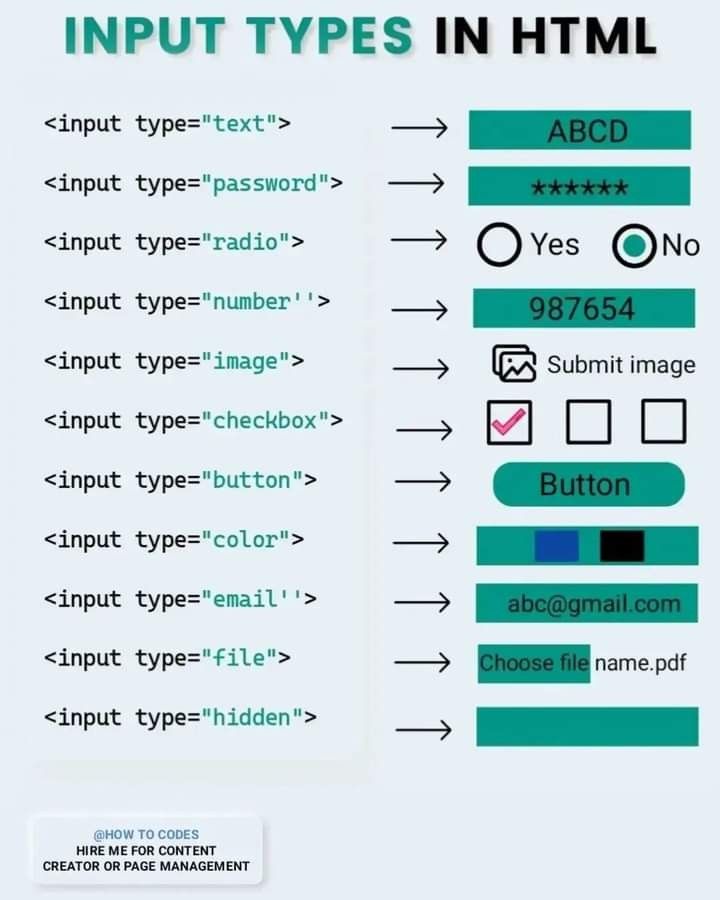 INPUT TYPES IN HTML
<input type="text"> ABCD
<input type="password"> ******
<input type="radio"> Yes No
<input type="number''> 987654
<input type="image"> Submit image
<input type="checkbox">
<input type="button"> Button
<input type="color">
<input type="email''> abc@gmail.com
<input type="file"> Choose file name.pdf
<input type="hidden">
@HOW TO CODES
HIRE ME FOR CONTENT
CREATOR OR PAGE MANAGEMENT